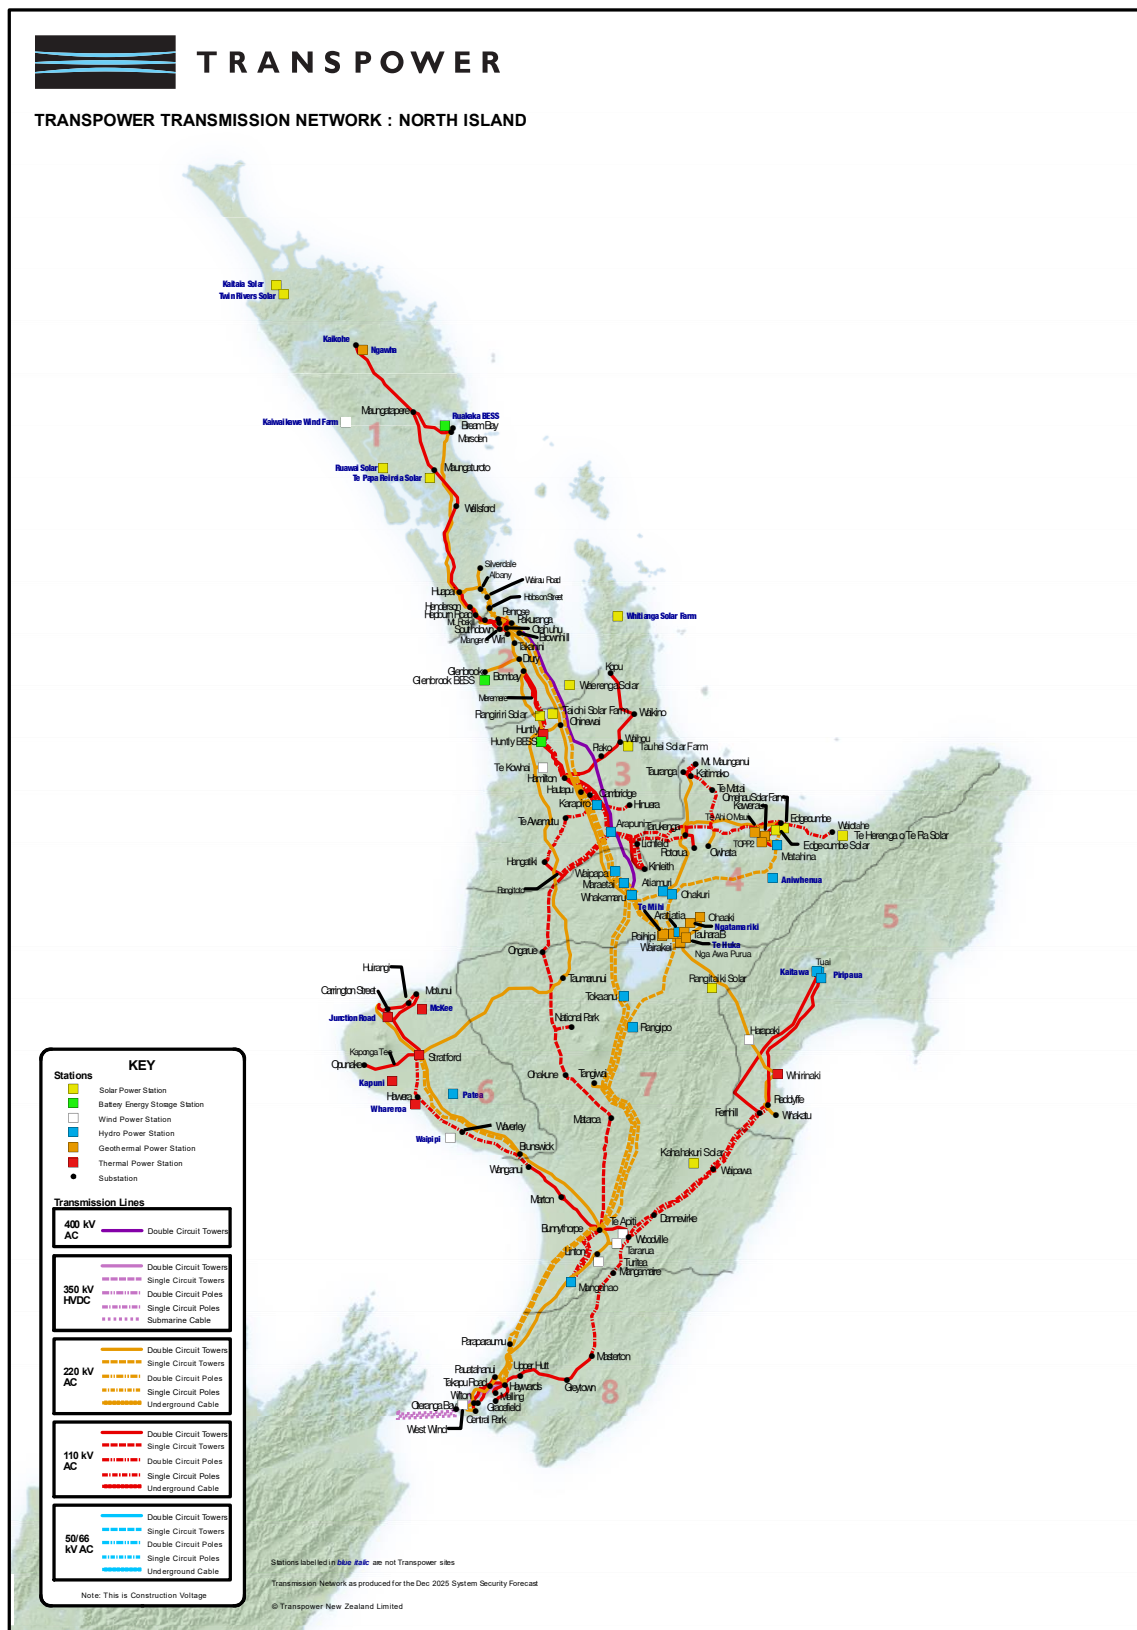 TRANSPOWER
TRANSPOWER TRANSMISSION NETWORK : NORTH ISLAND
Kaitaia Solar
Twin Rivers Solar
Kaikohe
Ngawha
Maungatapere
Ruakaka BESS
Bream Bay
Marsden
Kaiwaikawe Wind Farm
1
Ruawai Solar
Te Papa Reireia Solar
Maungaturoto
Wellsford
Silverdale
Albany
Wairau Road
Huapai
Hobson Street
Henderson
Hepburn Road
Penrose
Mt. Roskill
Pakuranga
Southdown
Otahuhu
Mangere
Wiri
Brownhill
Takanini
Whitianga Solar Farm
2
Drury
Glenbrook
Glenbrook BESS
Bombay
Kopu
Waerenga Solar
Meremere
Rangiriri Solar
Taiohi Solar Farm
Waikino
Ohinewai
Huntly
Huntly BESS
Waihou
Tauhei Solar Farm
Piako
Te Kowhai
3
Hamilton
Mt. Maunganui
Tauranga
Kaitimako
Hautapu
Cambridge
Te Matai
Karapiro
Hinuera
Omehau Solar Farm
Kawerau
Te Awamutu
Arapuni
Tarukenga
Te Ahi O Maui
Edgecumbe
Waiotahe
Te Herenga o Te Ra Solar
Lichfield
Rotorua
Owhata
TOPP2
Edgecumbe Solar
Matahina
Hangatiki
Kinleith
Waipapa
Maraetai
Atiamuri
4
Aniwhenua
Rangitoto
Whakamaru
Ohakuri
Te Mihi
Aratiatia
Ohaaki
5
Ngatamariki
Poihipi
Tauhara B
Wairakei
Te Huka
Nga Awa Purua
Ongarue
Tuai
Huirangi
Kaitawa
Piripaua
Taumarunui
Rangitaiki Solar
Carrington Street
Motunui
Tokaanu
McKee
Junction Road
National Park
Rangipo
Harapaki
Kaponga Tee
Stratford
Opunake
Ohakune
Tangiwai
Whirinaki
Kapuni
6
7
Patea
Hawera
Whareroa
Redclyffe
Fernhill
Whakatu
Mataroa
Waverley
Waipipi
Brunswick
Kahahakuri Solar
Wanganui
Waipawa
Marton
Te Apiti
Dannevirke
Bunnythorpe
Woodville
Linton
Tararua
Turitea
Mangamaire
Mangahao
Paraparaumu
Masterton
Pauatahanui
Upper Hutt
Takapu Road
Haywards
Greytown
8
Wilton
Melling
Gracefield
Oteranga Bay
Central Park
West Wind
KEY
Stations
Solar Power Station
Battery Energy Storage Station
Wind Power Station
Hydro Power Station
Geothermal Power Station
Thermal Power Station
Substation
Transmission Lines
400 kV
AC
Double Circuit Towers
350 kV
HVDC
Double Circuit Towers
Single Circuit Towers
Double Circuit Poles
Single Circuit Poles
Submarine Cable
220 kV
AC
Double Circuit Towers
Single Circuit Towers
Double Circuit Poles
Single Circuit Poles
Underground Cable
110 kV
AC
Double Circuit Towers
Single Circuit Towers
Double Circuit Poles
Single Circuit Poles
Underground Cable
50/66
kV AC
Double Circuit Towers
Single Circuit Towers
Double Circuit Poles
Single Circuit Poles
Underground Cable
Note: This is Construction Voltage
Stations labelled in blue italic are not Transpower sites
Transmission Network as produced for the Dec 2025 System Security Forecast
© Transpower New Zealand Limited